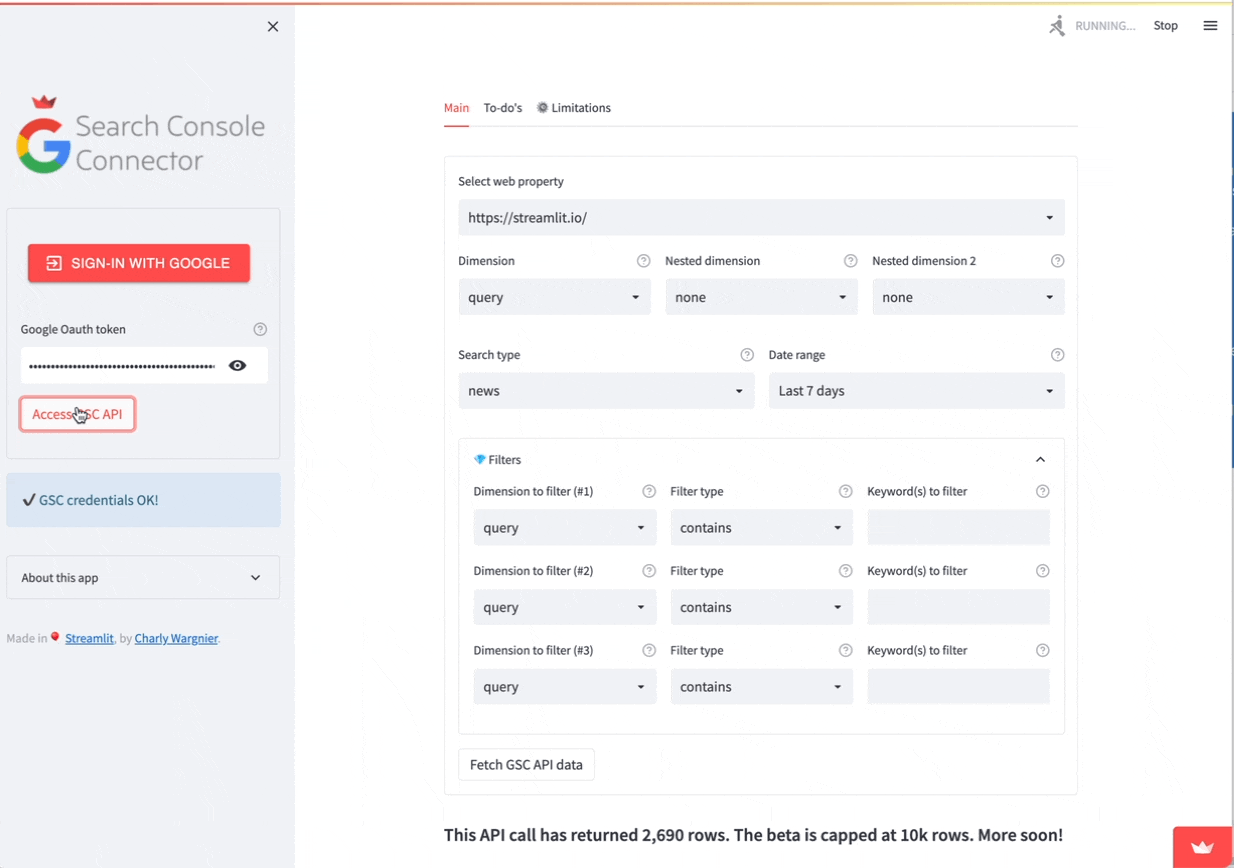 RUNNING...
Stop
Search Console
Connector
SIGN-IN WITH GOOGLE
Google Oauth token
Access GSC API
✔ GSC credentials OK!
About this app
Made in 🎈 Streamlit, by Charly Wargnier.
Main To-do's Limitations
Select web property
https://streamlit.io/
Dimension Nested dimension Nested dimension 2
query none none
Search type Date range
news Last 7 days
💎 Filters
Dimension to filter (#1) Filter type Keyword(s) to filter
query contains
Dimension to filter (#2) Filter type Keyword(s) to filter
query contains
Dimension to filter (#3) Filter type Keyword(s) to filter
query contains
Fetch GSC API data
This API call has returned 2,690 rows. The beta is capped at 10k rows. More soon!